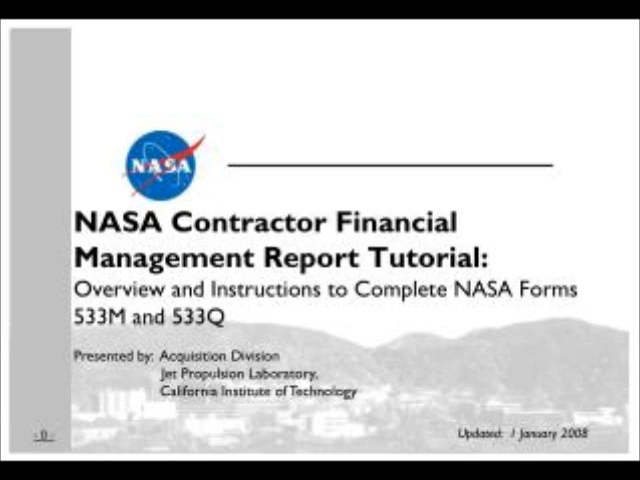 NASA
NASA Contractor Financial
Management Report Tutorial:
Overview and Instructions to Complete NASA Forms
533M and 533Q
Presented by: Acquisition Division
Jet Propulsion Laboratory,
California Institute of Technology
- 0 -
Updated: 1 January 2008